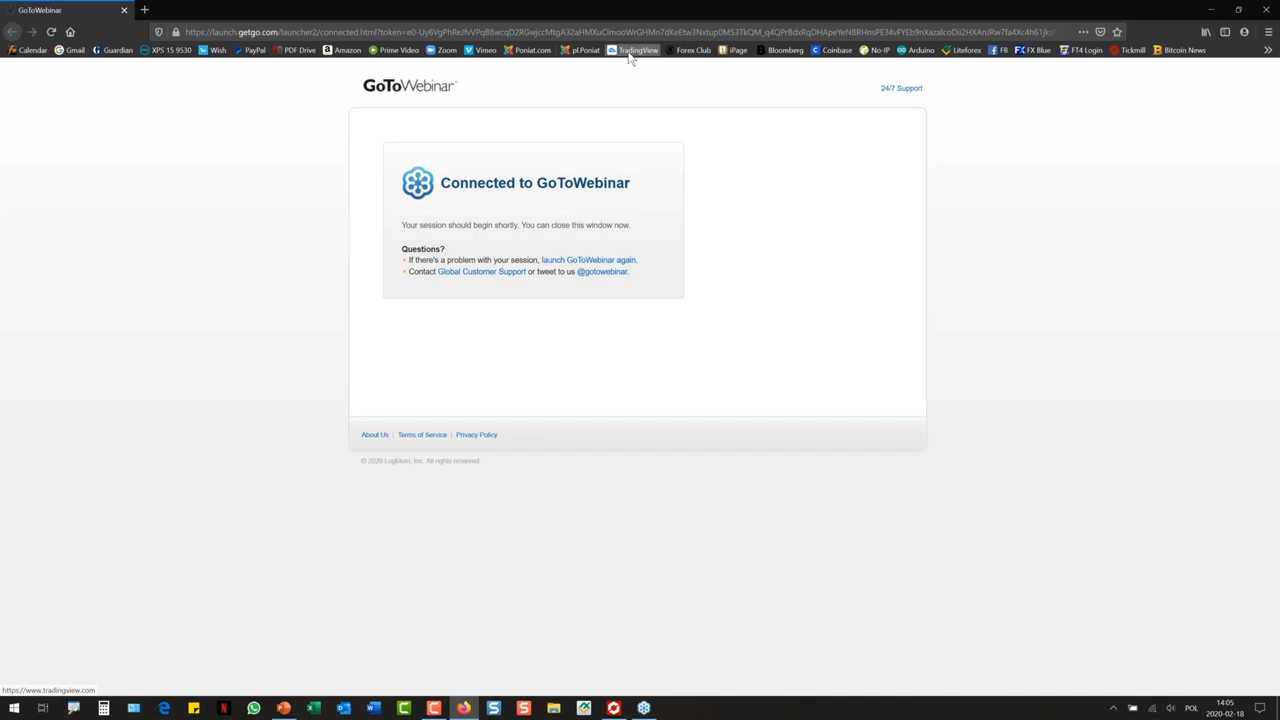 GoToWebinar
Calendar Gmail Guardian XPS 15 9530 Wish PayPal PDF Drive Amazon Prime Video Zoom Vimeo Poniat.com pl.Poniat TradingView Forex Club iPage Bloomberg Coinbase No-IP Arduino Liteforex F8 FX Blue FT4 Login Tickmill Bitcoin News
GoToWebinar
24/7 Support
Connected to GoToWebinar
Your session should begin shortly. You can close this window now.
Questions?
• If there's a problem with your session, launch GoToWebinar again.
• Contact Global Customer Support or tweet to us @gotowebinar.
About Us | Terms of Service | Privacy Policy
© 2020 LogMeIn, Inc. All rights reserved
https://www.tradingview.com
POL
14:05
2020-02-18